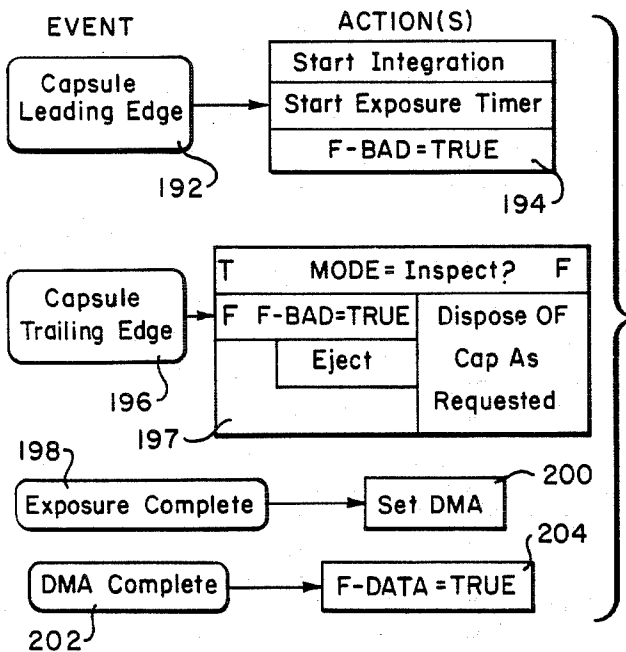 EVENT ACTION(S)
Capsule
Leading Edge
192
Start Integration
Start Exposure Timer
F-BAD=TRUE
194
Capsule
Trailing Edge
196
T MODE=Inspect? F
F F-BAD=TRUE
Eject
Dispose OF
Cap As
Requested
197
198
Exposure Complete
Set DMA
200
DMA Complete
202
F-DATA=TRUE
204